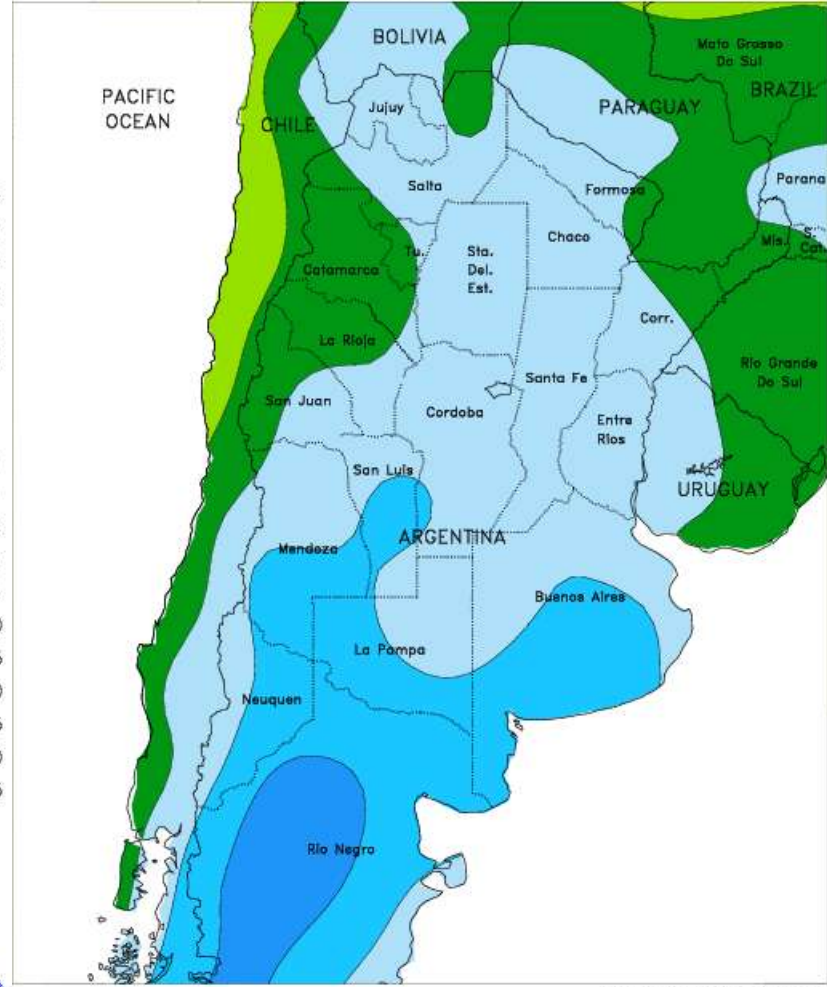 BOLIVIA
Mato Grosso
Do Sul
PACIFIC
OCEAN
BRAZIL
Jujuy
PARAGUAY
CHILE
Salta
Formosa
Parana
Chaco
Mis.
S.
Cat.
Tu.
Sta.
Del.
Est.
Catamarca
Corr.
La Rioja
Rio Grande
Do Sul
Santa Fe
San Juan
Cordoba
Entre
Rios
San Luis
URUGUAY
ARGENTINA
Mendoza
Buenos Aires
La Pampa
Neuquen
Rio Negro